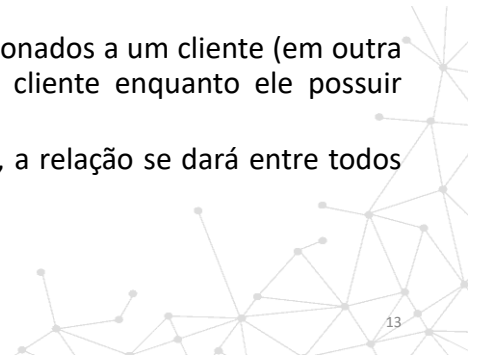 onados a um cliente (em outra
cliente enquanto ele possuir
, a relação se dará entre todos
13